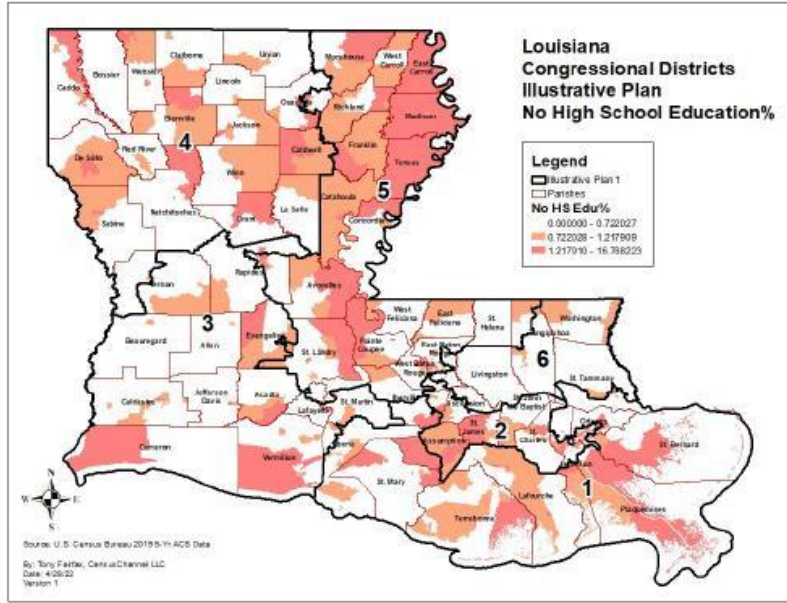 Louisiana
Congressional Districts
Illustrative Plan
No High School Education%
Legend
Illustrative Plan 1
Parishes
No HS Edu%
0.000000 - 0.722027
0.722028 - 1.217909
1.217910 - 16.788223
Claiborne
Union
Morehouse
West
Carroll
East
Carroll
Caddo
Bossier
Webster
Lincoln
Richland
Madison
Bienville
Jackson
4
Red River
De Soto
Caldwell
Franklin
Tensas
Winn
Catahoula
5
Natchitoches
Grant
La Salle
Concordia
Sabine
Rapides
Avoyelles
3
Beauregard
Allen
Evangeline
St. Landry
Pointe
Coupee
West
Feliciana
East
Feliciana
St.
Helena
Washington
6
West Baton
Rouge
Livingston
St. Tammany
Calcasieu
Jefferson
Davis
Acadia
Lafayette
St. Martin
Cameron
Vermilion
St. Mary
Assumption
St.
James
2
St.
Charles
St. Bernard
1
Lafourche
Terrebonne
Plaquemines
N
W
E
S
Source: U.S. Census Bureau 2019 5-Yr ACS Data
By: Tony Fairfax, CensusChannel LLC
Date: 4/29/22
Version 1